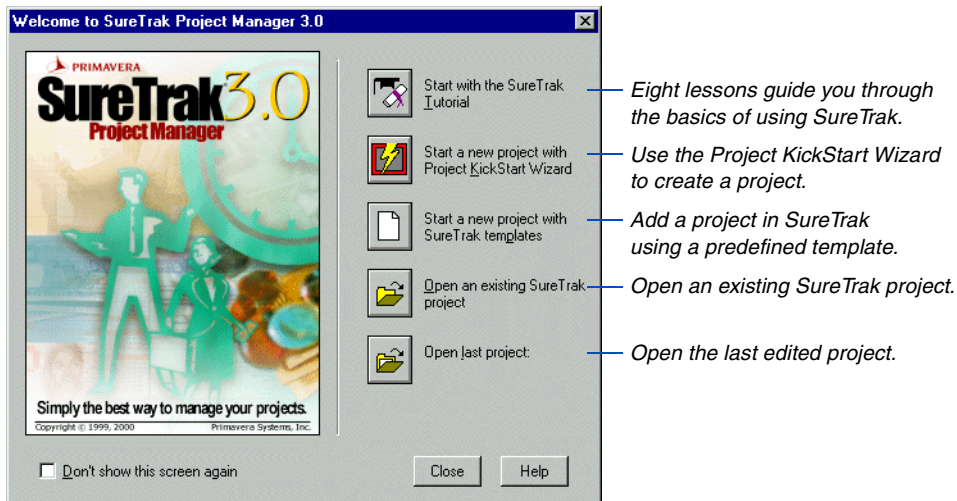 Welcome to SureTrak Project Manager 3.0
PRIMAVERA
SureTrak 3.0
Project Manager
Simply the best way to manage your projects.
Copyright © 1999, 2000 Primavera Systems, Inc.
Start with the SureTrak
Tutorial
Eight lessons guide you through
the basics of using SureTrak.
Start a new project with
Project KickStart Wizard
Use the Project KickStart Wizard
to create a project.
Start a new project with
SureTrak templates
Add a project in SureTrak
using a predefined template.
Open an existing SureTrak
project
Open an existing SureTrak project.
Open last project:
Open the last edited project.
Don't show this screen again
Close
Help